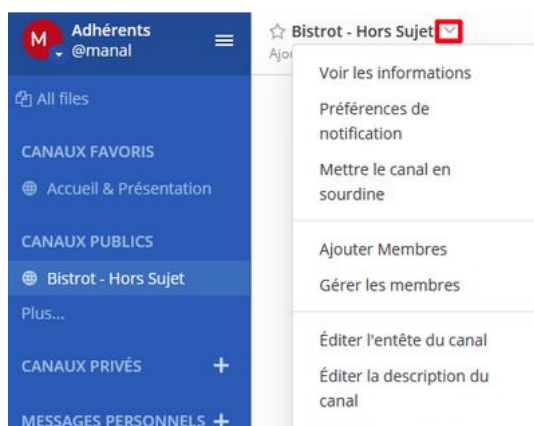 M
Adhérents
@manal
All files
CANAUX FAVORIS
Accueil & Présentation
CANAUX PUBLICS
Bistrot - Hors Sujet
Plus...
CANAUX PRIVÉS +
MESSAGES PERSONNELS +
Bistrot - Hors Sujet
Ajou
Voir les informations
Préférences de
notification
Mettre le canal en
sourdine
Ajouter Membres
Gérer les membres
Éditer l'entête du canal
Éditer la description du
canal